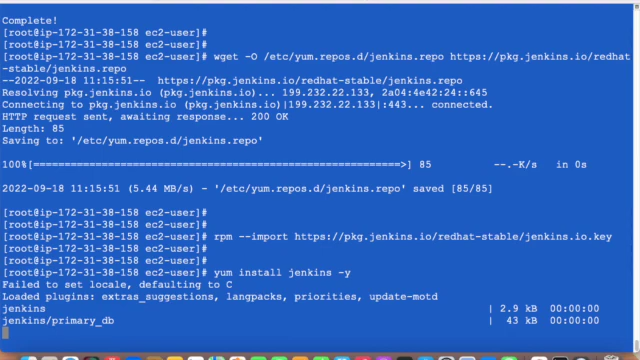 Complete!
[root@ip-172-31-38-158 ec2-user]#
[root@ip-172-31-38-158 ec2-user]#
[root@ip-172-31-38-158 ec2-user]# wget -O /etc/yum.repos.d/jenkins.repo https://pkg.jenkins.io/redhat
-stable/jenkins.repo
--2022-09-18 11:15:51--  https://pkg.jenkins.io/redhat-stable/jenkins.repo
Resolving pkg.jenkins.io (pkg.jenkins.io)... 199.232.22.133, 2a04:4e42:24::645
Connecting to pkg.jenkins.io (pkg.jenkins.io)|199.232.22.133|:443... connected.
HTTP request sent, awaiting response... 200 OK
Length: 85
Saving to: '/etc/yum.repos.d/jenkins.repo'
100%[================================================>] 85 --.-K/s in 0s
2022-09-18 11:15:51 (5.44 MB/s) - '/etc/yum.repos.d/jenkins.repo' saved [85/85]
[root@ip-172-31-38-158 ec2-user]#
[root@ip-172-31-38-158 ec2-user]#
[root@ip-172-31-38-158 ec2-user]# rpm --import https://pkg.jenkins.io/redhat-stable/jenkins.io.key
[root@ip-172-31-38-158 ec2-user]#
[root@ip-172-31-38-158 ec2-user]#
[root@ip-172-31-38-158 ec2-user]# yum install jenkins -y
Failed to set locale, defaulting to C
Loaded plugins: extras_suggestions, langpacks, priorities, update-motd
jenkins | 2.9 kB 00:00:00
jenkins/primary_db | 43 kB 00:00:00